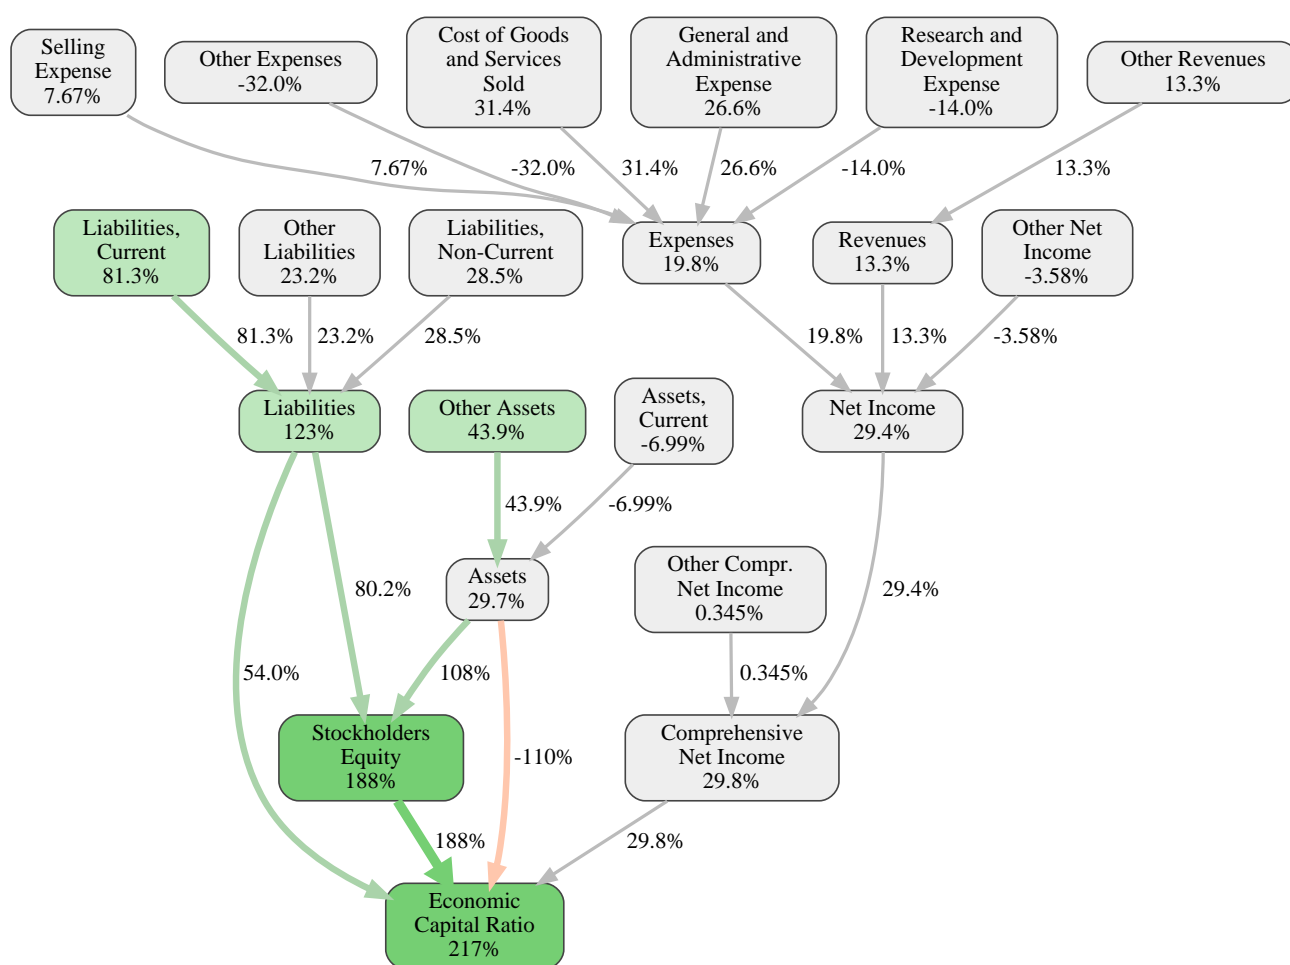 Selling
Expense
7.67%
Other Expenses
-32.0%
Cost of Goods
and Services
Sold
31.4%
General and
Administrative
Expense
26.6%
Research and
Development
Expense
-14.0%
Other Revenues
13.3%
7.67%
-32.0%
31.4%
26.6%
-14.0%
13.3%
Liabilities,
Current
81.3%
Other
Liabilities
23.2%
Liabilities,
Non-Current
28.5%
Expenses
19.8%
Revenues
13.3%
Other Net
Income
-3.58%
81.3%
23.2%
28.5%
19.8%
13.3%
-3.58%
Liabilities
123%
Other Assets
43.9%
Assets,
Current
-6.99%
Net Income
29.4%
43.9%
-6.99%
Assets
29.7%
Other Compr.
Net Income
0.345%
80.2%
29.4%
54.0%
108%
0.345%
Stockholders
Equity
188%
-110%
Comprehensive
Net Income
29.8%
188%
29.8%
Economic
Capital Ratio
217%